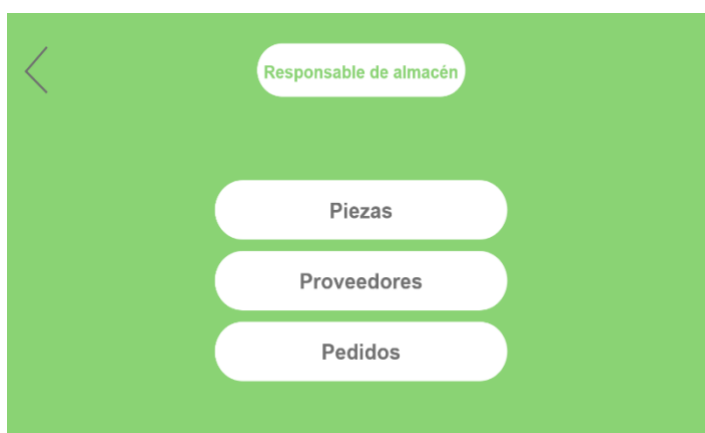 Responsable de almacén
Piezas
Proveedores
Pedidos